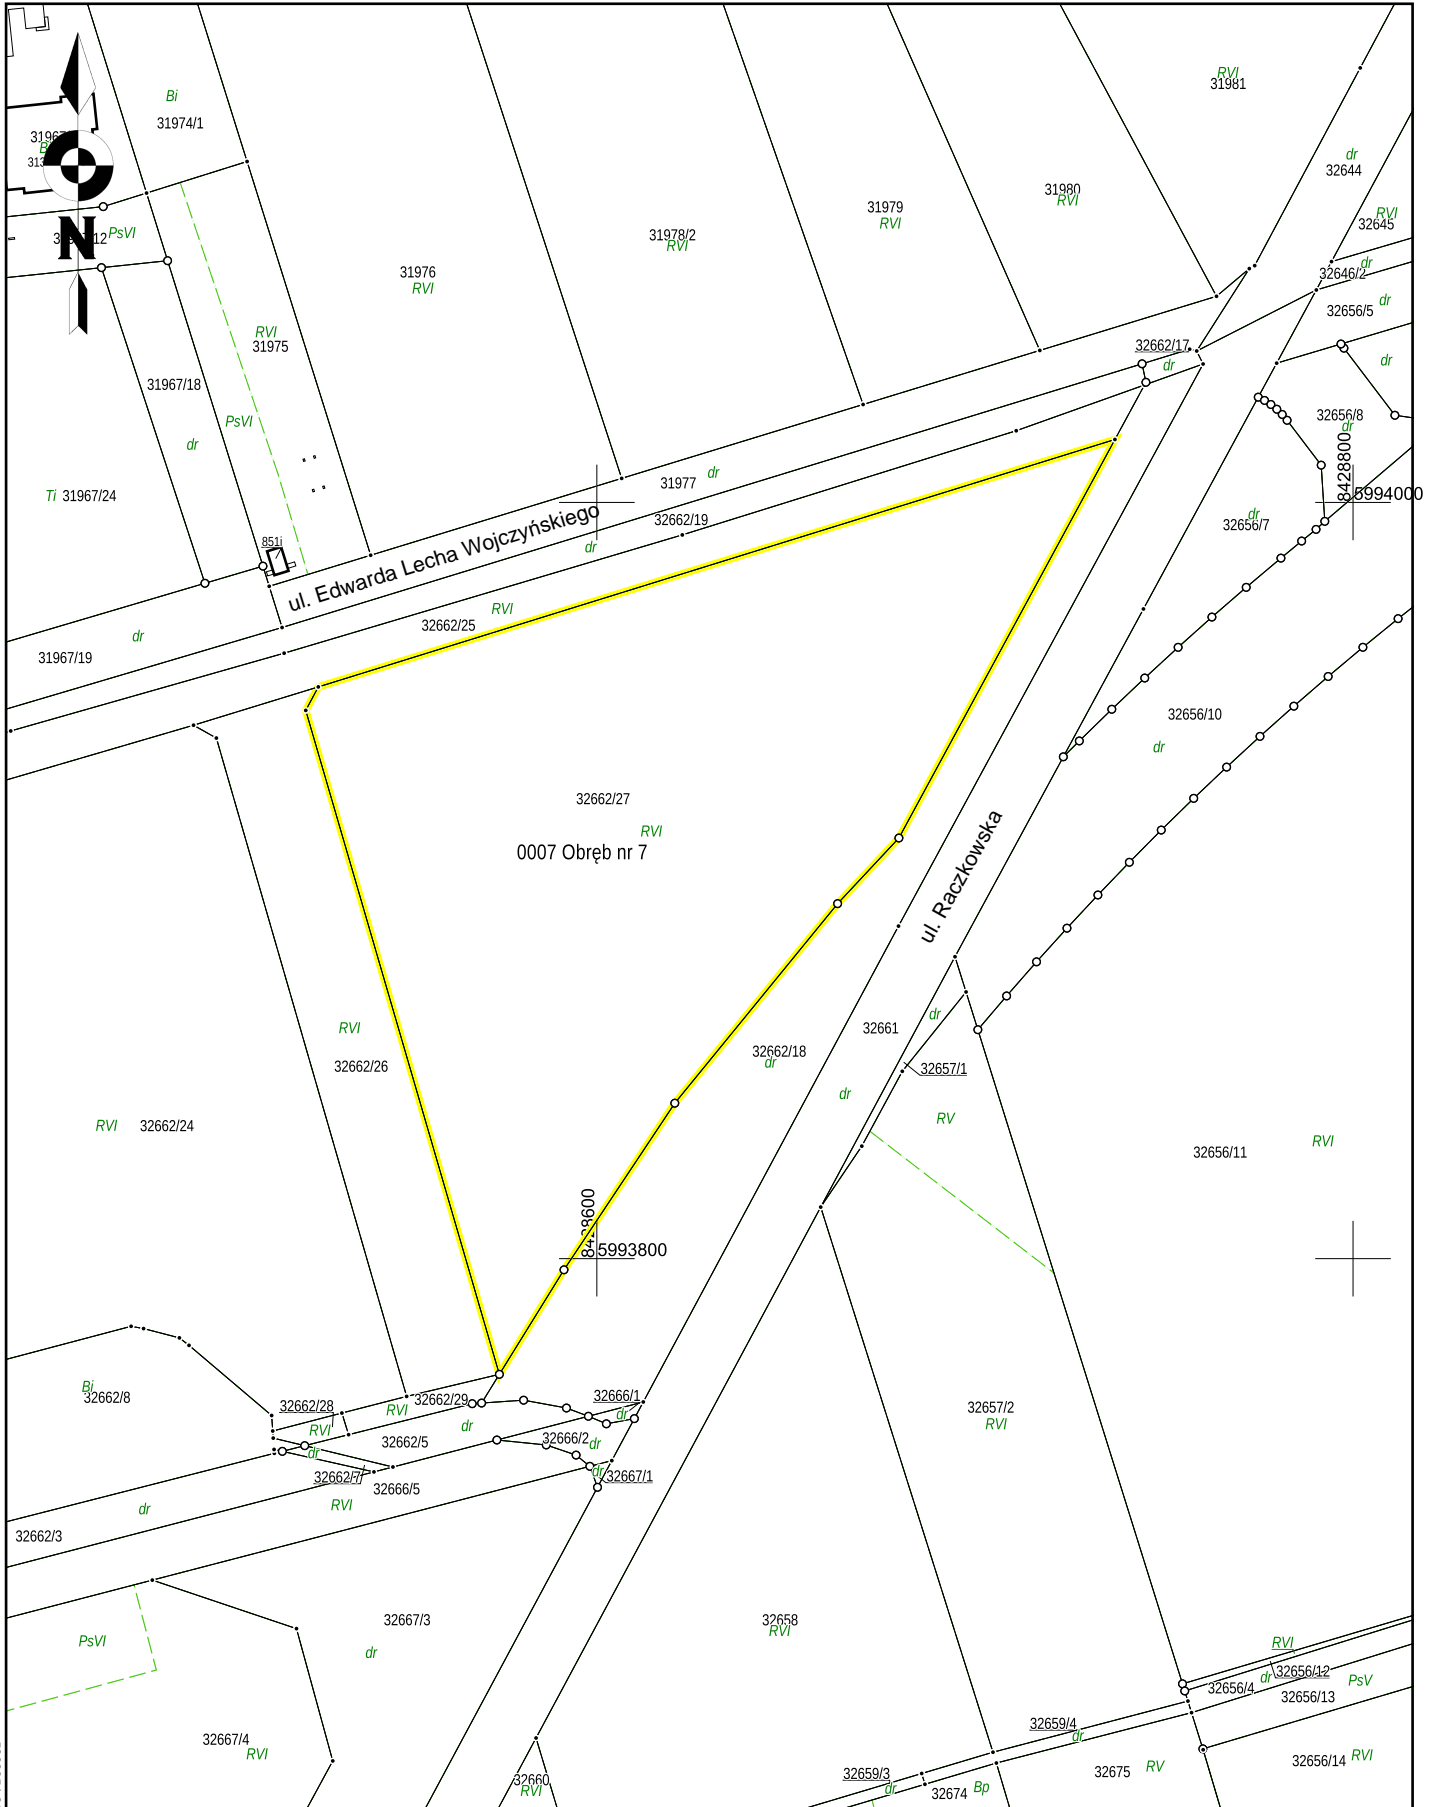 RVI
31981
Bi
31974/1
dr
32644
31980
RVI
31979
RVI
RVI
32645
PsVI
N
31978/2
RVI
31976
RVI
dr
32646/2
dr
32656/5
RVI
31975
32662/17
dr
dr
31967/18
dr
PsVI
32656/8
dr
8428800
5994000
Ti 31967/24
31977
dr
32662/19
dr
dr
32656/7
851i
ul. Edwarda Lecha Wojczyńskiego
RVI
32662/25
dr
31967/19
32656/10
dr
32662/27
RVI
0007 Obręb nr 7
ul. Raczkowska
RVI
32662/26
32661
dr
32662/18
dr
32657/1
dr
RV
RVI 32662/24
RVI
32656/11
8428600
5993800
Bi
32662/8
32662/28
RVI
32662/29
RVI
32666/1
dr
dr
32657/2
RVI
32662/5
dr
32666/2
dr
dr
32667/1
32662/7
32666/5
RVI
dr
32662/3
PsVI
32667/3
dr
32658
RVI
RVI
32656/12
dr
32656/4
PsV
32656/13
32659/4
dr
32667/4
RVI
32656/14
RVI
32660
RVI
32659/3
dr
32674
Bp
32675
RV